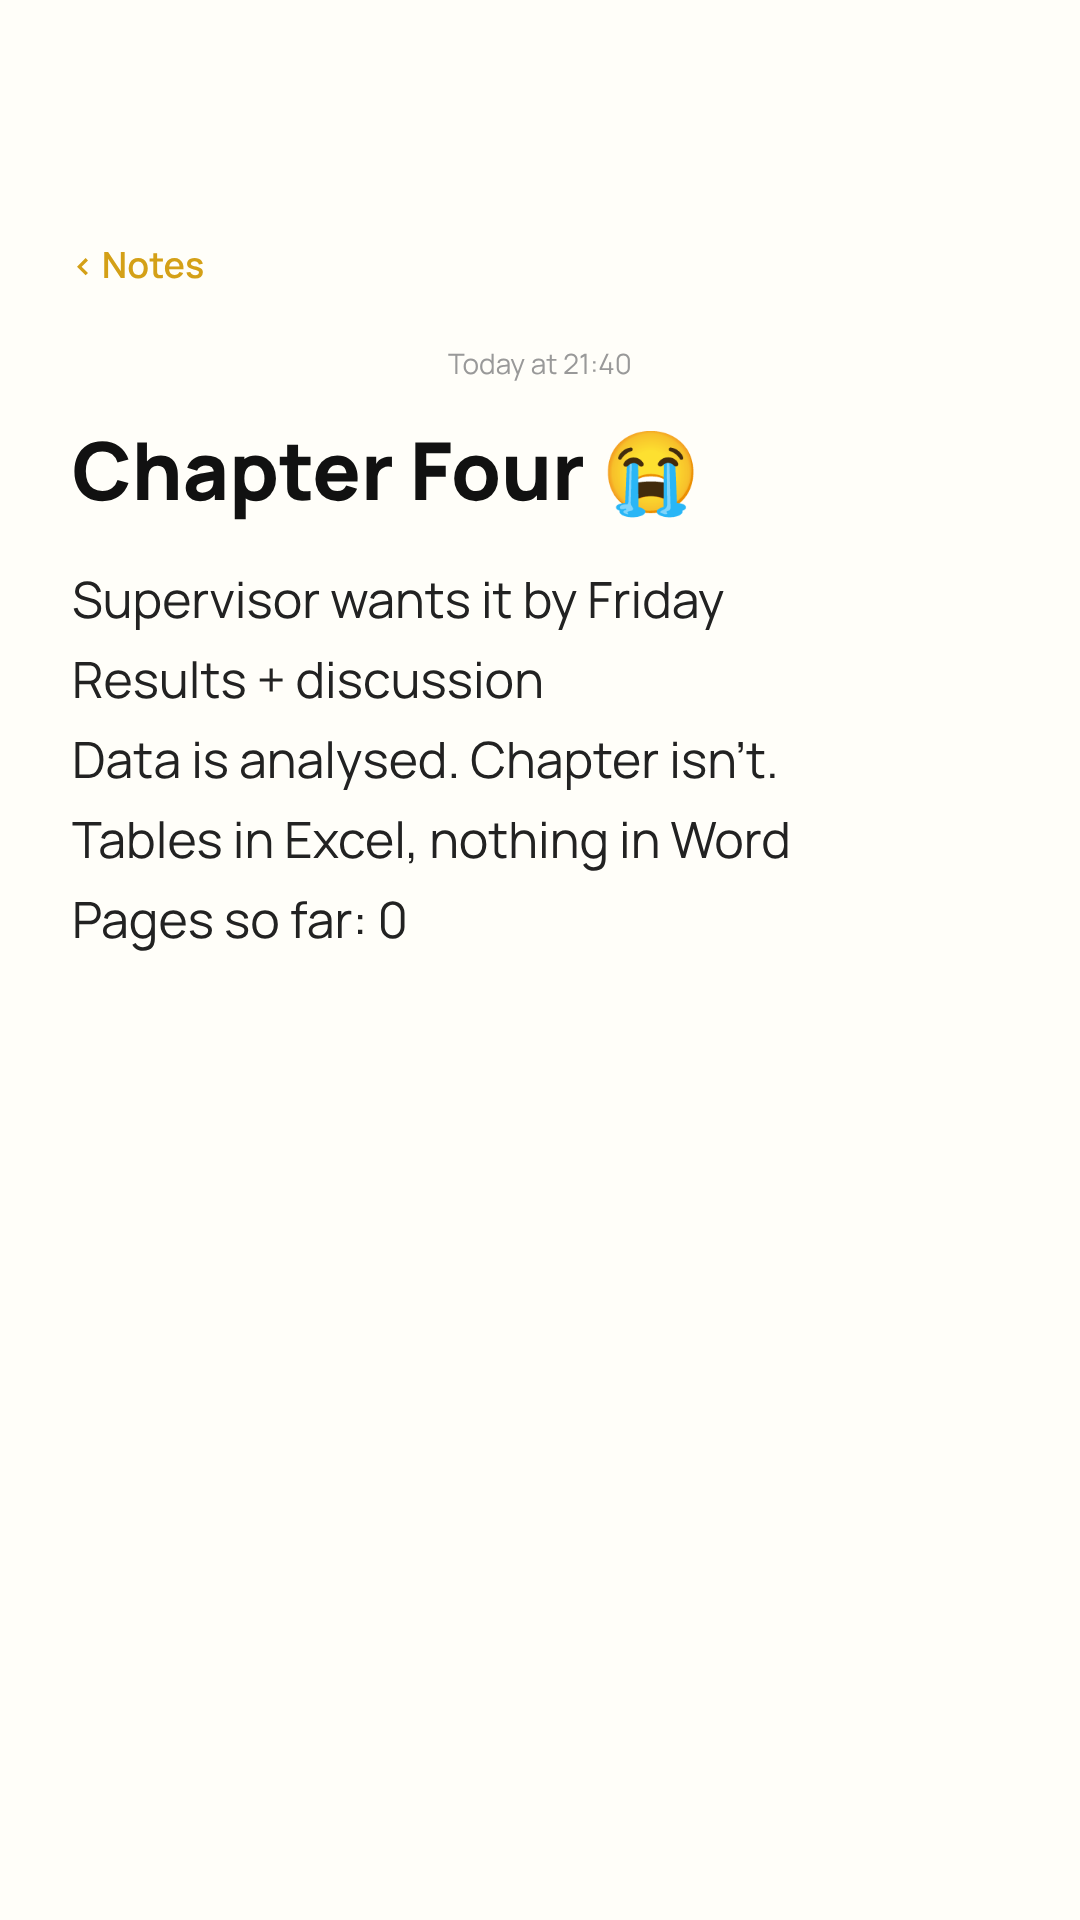 ‹ Notes
Today at 21:40
Chapter Four 😭
Supervisor wants it by Friday
Results + discussion
Data is analysed. Chapter isn’t.
Tables in Excel, nothing in Word
Pages so far: 0